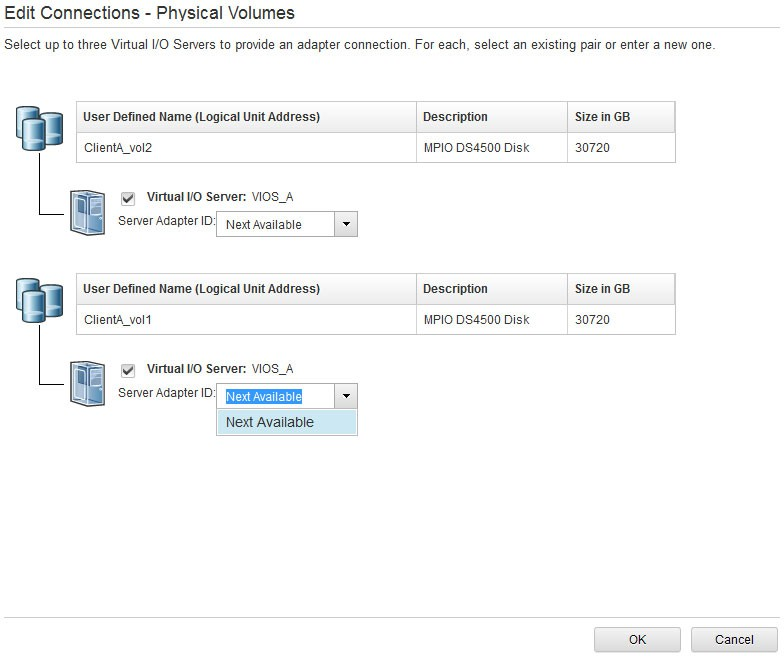 Edit Connections - Physical Volumes
Select up to three Virtual I/O Servers to provide an adapter connection. For each, select an existing pair or enter a new one.
User Defined Name (Logical Unit Address) Description Size in GB
ClientA_vol2 MPIO DS4500 Disk 30720
Virtual I/O Server: VIOS_A
Server Adapter ID: Next Available
User Defined Name (Logical Unit Address) Description Size in GB
ClientA_vol1 MPIO DS4500 Disk 30720
Virtual I/O Server: VIOS_A
Server Adapter ID: Next Available
Next Available
OK Cancel